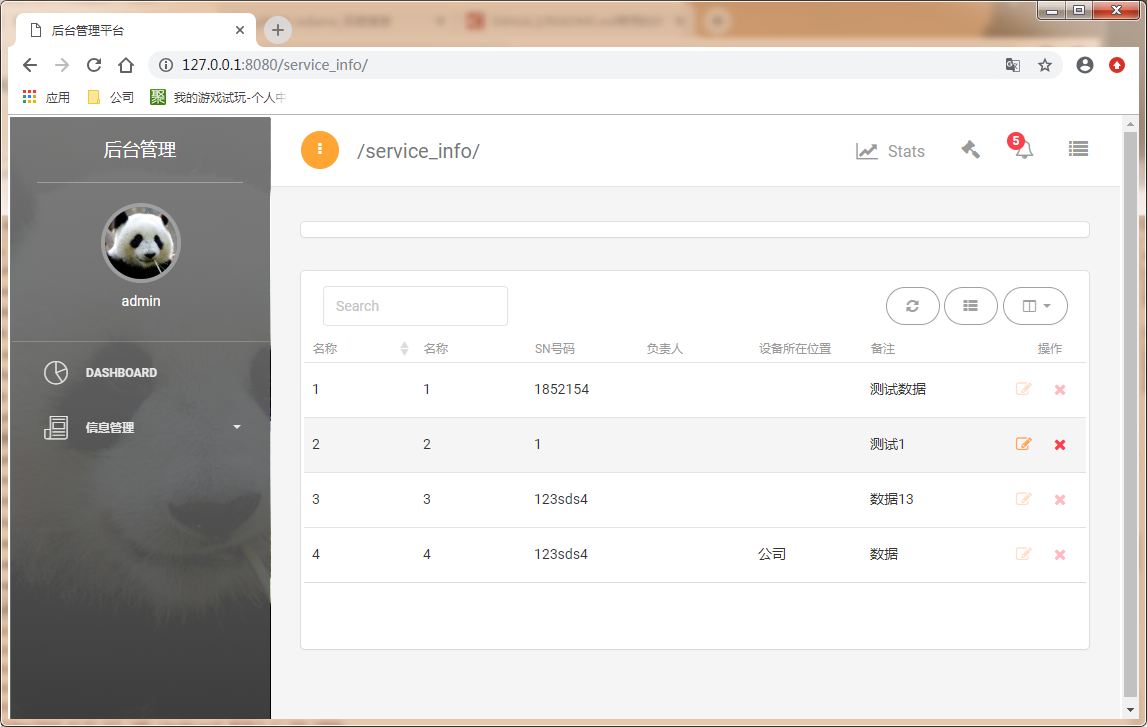 后台管理平台
127.0.0.1:8080/service_info/
应用 公司 聚 我的游戏试玩-个人中
后台管理
/service_info/
Stats
5
admin
DASHBOARD
信息管理
Search
名称 名称 SN号码 负责人 设备所在位置 备注 操作
1 1 1852154 测试数据
2 2 1 测试1
3 3 123sds4 数据13
4 4 123sds4 公司 数据